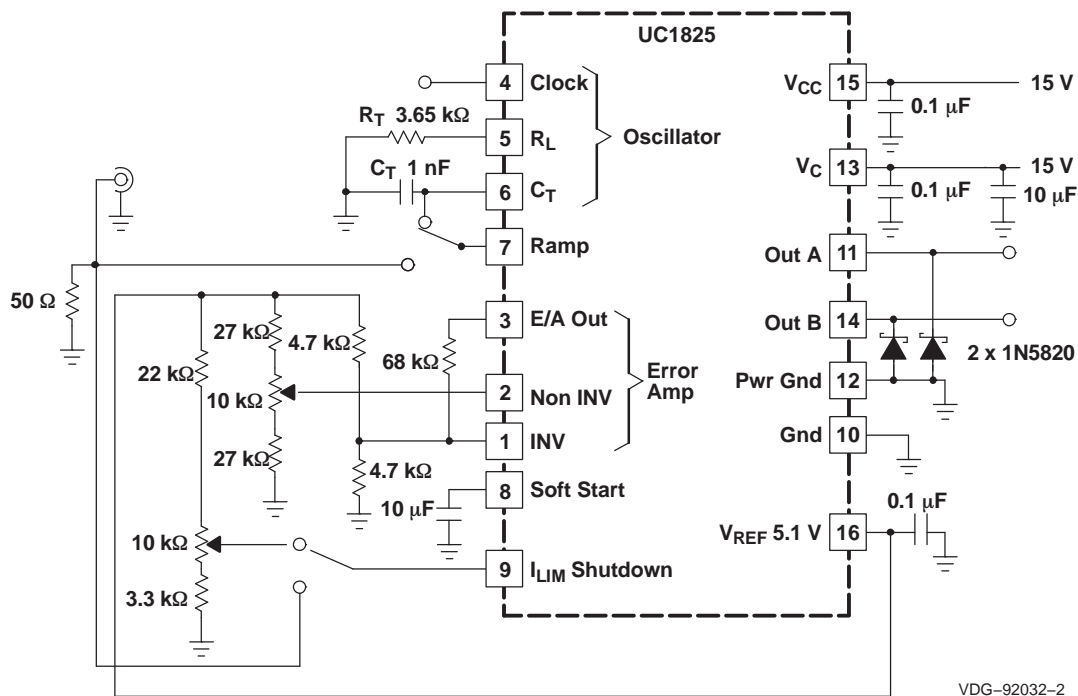 UC1825
4 Clock
R_T 3.65 kΩ
5 R_L
Oscillator
C_T 1 nF
6 C_T
7 Ramp
50 Ω
3 E/A Out
27 kΩ
4.7 kΩ
68 kΩ
22 kΩ
Error
Amp
10 kΩ
2 Non INV
1 INV
27 kΩ
4.7 kΩ
8 Soft Start
10 μF
10 kΩ
9 I_LIM Shutdown
3.3 kΩ
V_CC 15
15 V
0.1 μF
V_C 13
15 V
0.1 μF
10 μF
Out A 11
Out B 14
2 x 1N5820
Pwr Gnd 12
Gnd 10
0.1 μF
V_REF 5.1 V 16
VDG–92032–2